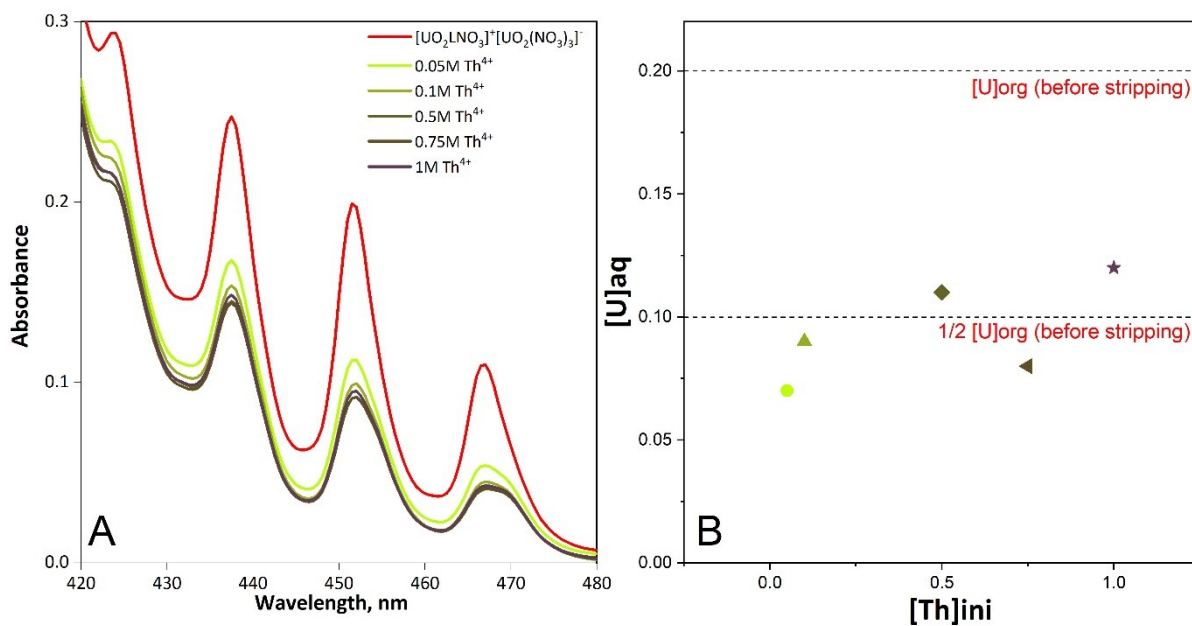 0.3
0.2
0.1
0.0
Absorbance
[UO₂LNO₃]⁺[UO₂(NO₃)₃]⁻
0.05M Th⁴⁺
0.1M Th⁴⁺
0.5M Th⁴⁺
0.75M Th⁴⁺
1M Th⁴⁺
A
420 430 440 450 460 470 480
Wavelength, nm
0.20
0.15
0.10
0.05
0.00
[U]aq
[U]org (before stripping)
1/2 [U]org (before stripping)
B
0.0 0.5 1.0
[Th]ini